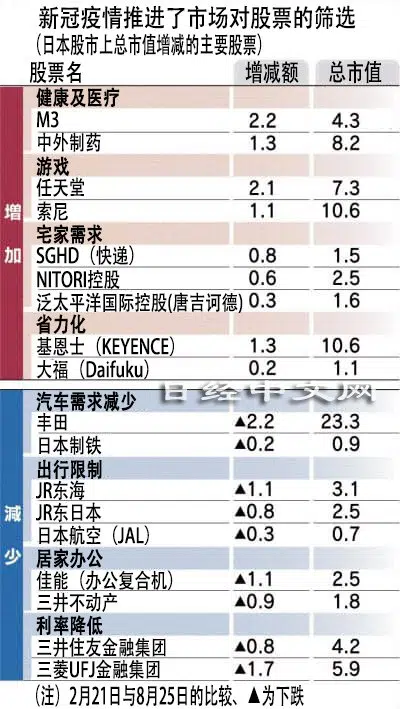 新冠疫情推进了市场对股票的筛选
(日本股市上总市值增减的主要股票)
股票名 增减额 总市值
增加
健康及医疗
M3 2.2 4.3
中外制药 1.3 8.2
游戏
任天堂 2.1 7.3
索尼 1.1 10.6
宅家需求
SGHD（快递） 0.8 1.5
NITORI控股 0.6 2.5
泛太平洋国际控股(唐吉诃德) 0.3 1.6
省力化
基恩士（KEYENCE） 1.3 10.6
大福（Daifuku） 0.2 1.1
日经中文网
減少
汽车需求减少
丰田 ▲2.2 23.3
日本制铁 ▲0.2 0.9
出行限制
JR东海 ▲1.1 3.1
JR东日本 ▲0.8 2.5
日本航空（JAL） ▲0.3 0.7
居家办公
佳能（办公复合机） ▲1.1 2.5
三井不动产 ▲0.9 1.8
利率降低
三井住友金融集团 ▲0.8 4.2
三菱UFJ金融集团 ▲1.7 5.9
（注）2月21日与8月25日的比较、▲为下跌